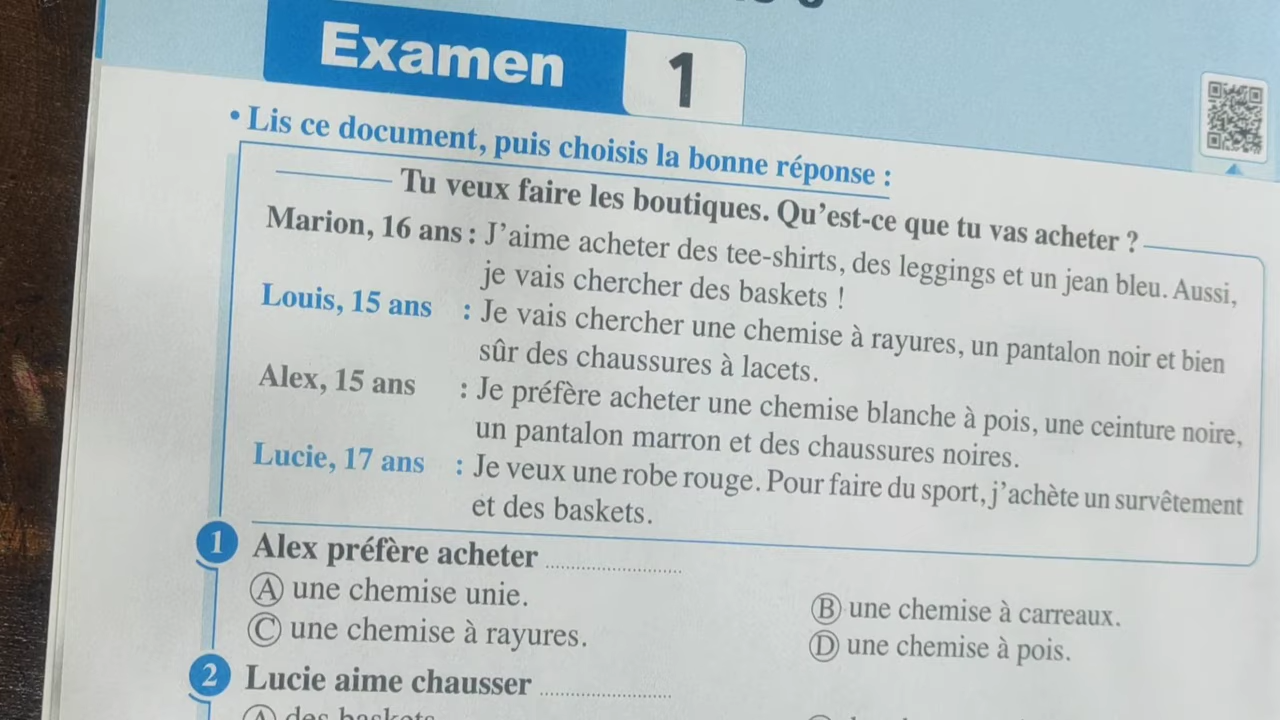 Examen 1
• Lis ce document, puis choisis la bonne réponse :
Tu veux faire les boutiques. Qu'est-ce que tu vas acheter ?
Marion, 16 ans : J'aime acheter des tee-shirts, des leggings et un jean bleu. Aussi,
je vais chercher des baskets !
Louis, 15 ans : Je vais chercher une chemise à rayures, un pantalon noir et bien
sûr des chaussures à lacets.
Alex, 15 ans : Je préfère acheter une chemise blanche à pois, une ceinture noire,
un pantalon marron et des chaussures noires.
Lucie, 17 ans : Je veux une robe rouge. Pour faire du sport, j'achète un survêtement
et des baskets.
1 Alex préfère acheter ........................
A une chemise unie. B une chemise à carreaux.
C une chemise à rayures. D une chemise à pois.
2 Lucie aime chausser ........................
A des baskets